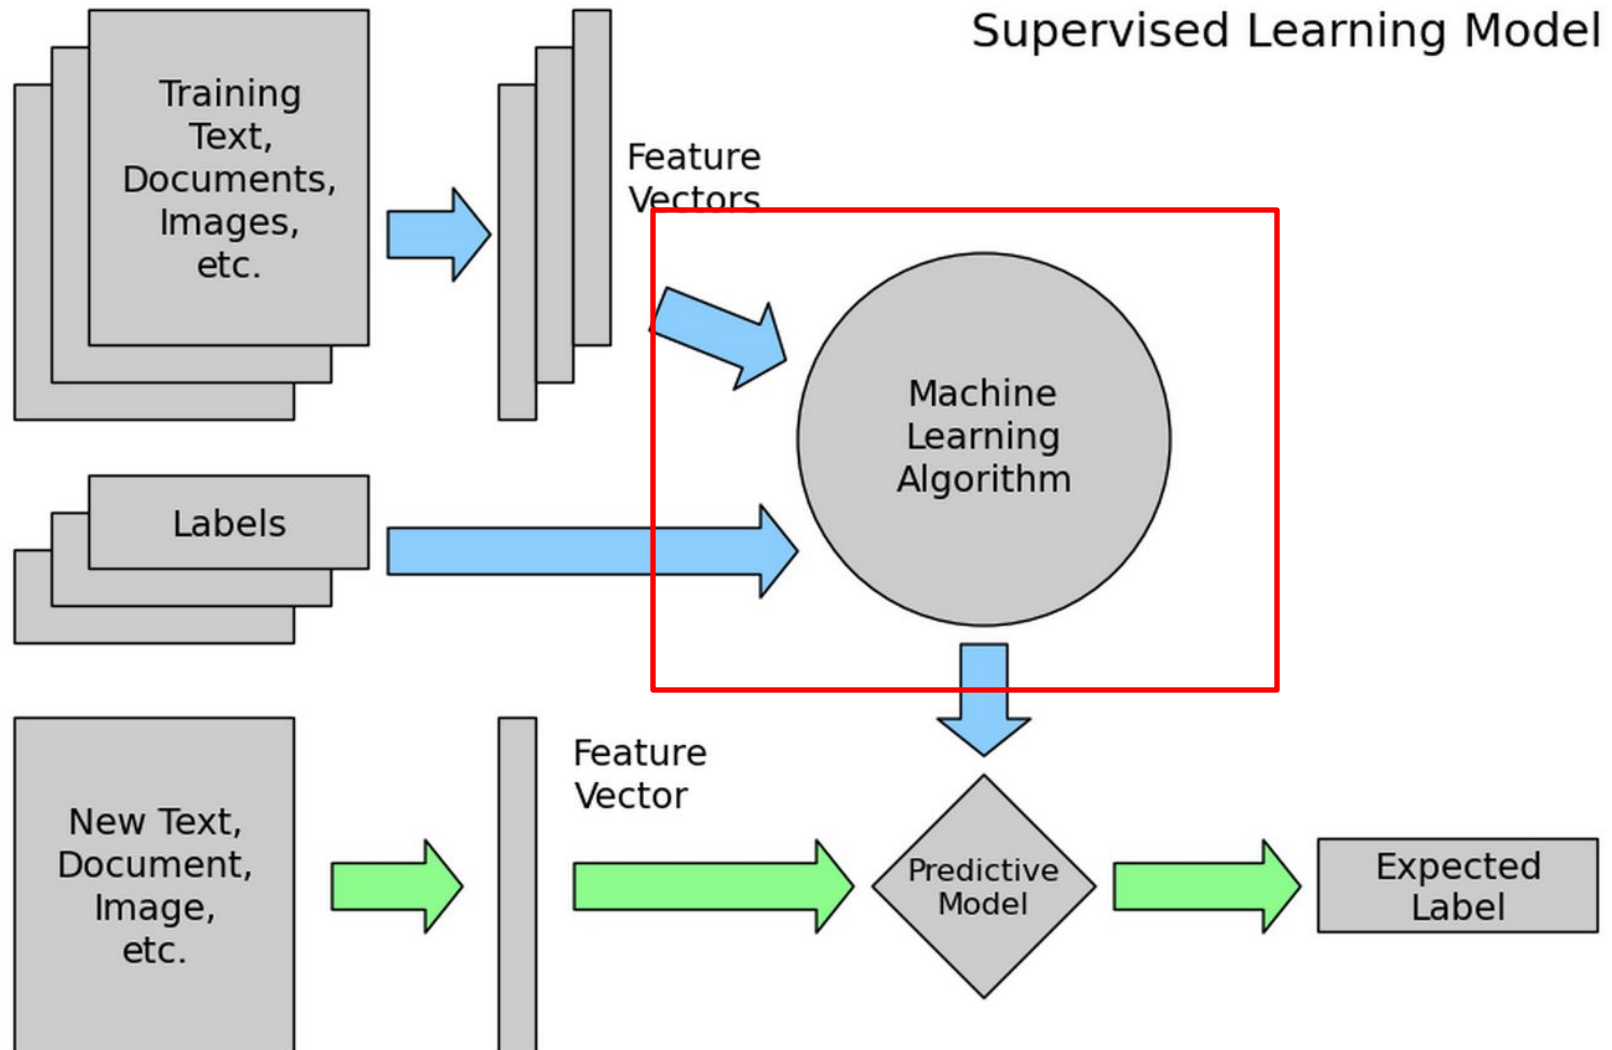 Supervised Learning Model
Training
Text,
Documents,
Images,
etc.
Feature
Vectors
Machine
Learning
Algorithm
Labels
New Text,
Document,
Image,
etc.
Feature
Vector
Predictive
Model
Expected
Label